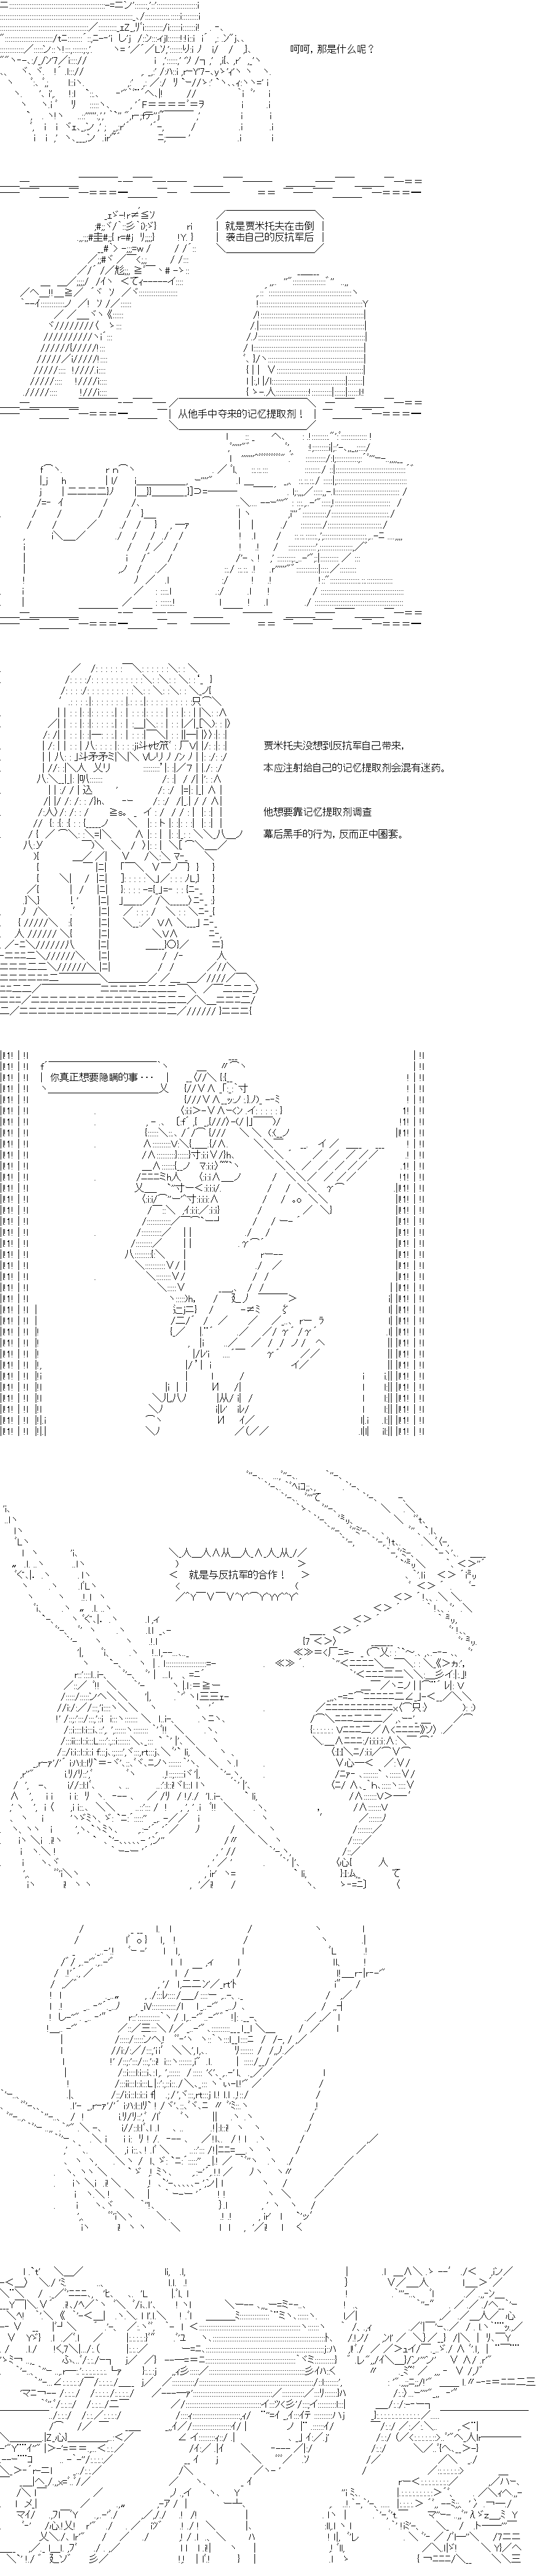 呵呵，那是什么呢？
就是贾米托夫在击倒
袭击自己的反抗军后
从他手中夺来的记忆提取剂！
贾米托夫没想到反抗军自己带来，
本应注射给自己的记忆提取剂会混有迷药。
他想要靠记忆提取剂调查
幕后黑手的行为，反而正中圈套。
你真正想要隐瞒的事・・・
就是与反抗军的合作！